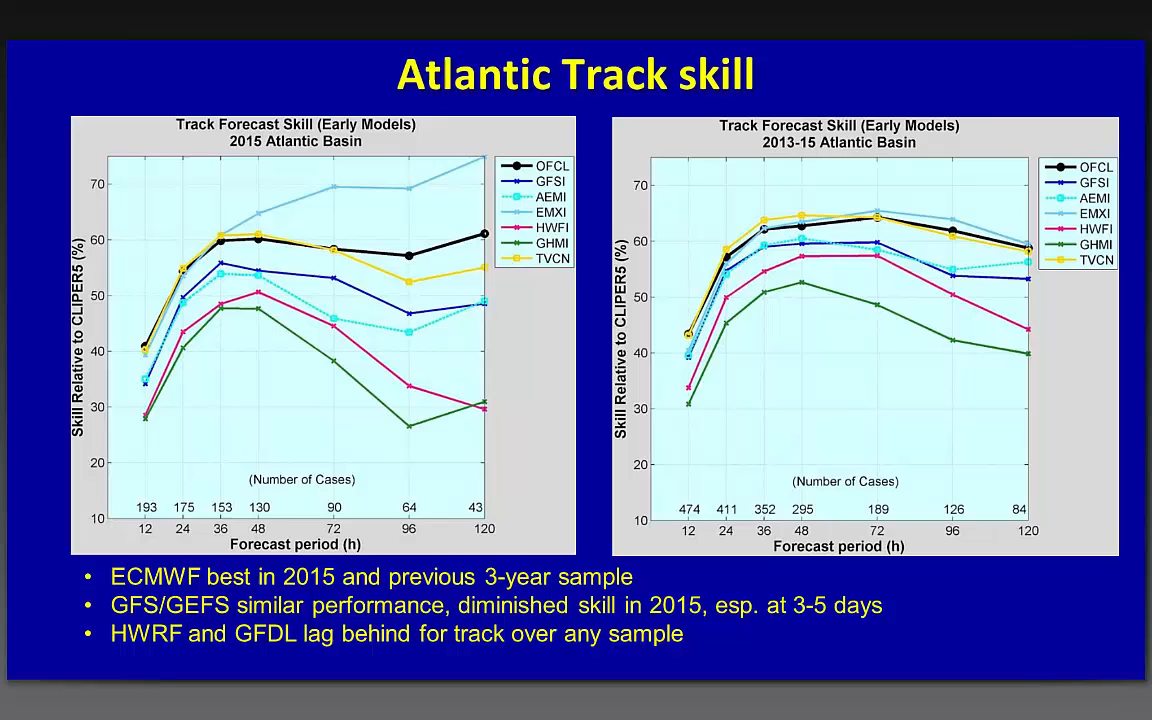 Atlantic Track skill
Track Forecast Skill (Early Models)
2015 Atlantic Basin
Skill Relative to CLIPER5 (%)
70
60
50
40
30
20
10
OFCL
GFSI
AEMI
EMXI
HWFI
GHMI
TVCN
(Number of Cases)
193 175 153 130 90 64 43
12 24 36 48 72 96 120
Forecast period (h)
Track Forecast Skill (Early Models)
2013-15 Atlantic Basin
Skill Relative to CLIPER5 (%)
70
60
50
40
30
20
10
OFCL
GFSI
AEMI
EMXI
HWFI
GHMI
TVCN
(Number of Cases)
474 411 352 295 189 126 84
12 24 36 48 72 96 120
Forecast period (h)
• ECMWF best in 2015 and previous 3-year sample
• GFS/GEFS similar performance, diminished skill in 2015, esp. at 3-5 days
• HWRF and GFDL lag behind for track over any sample